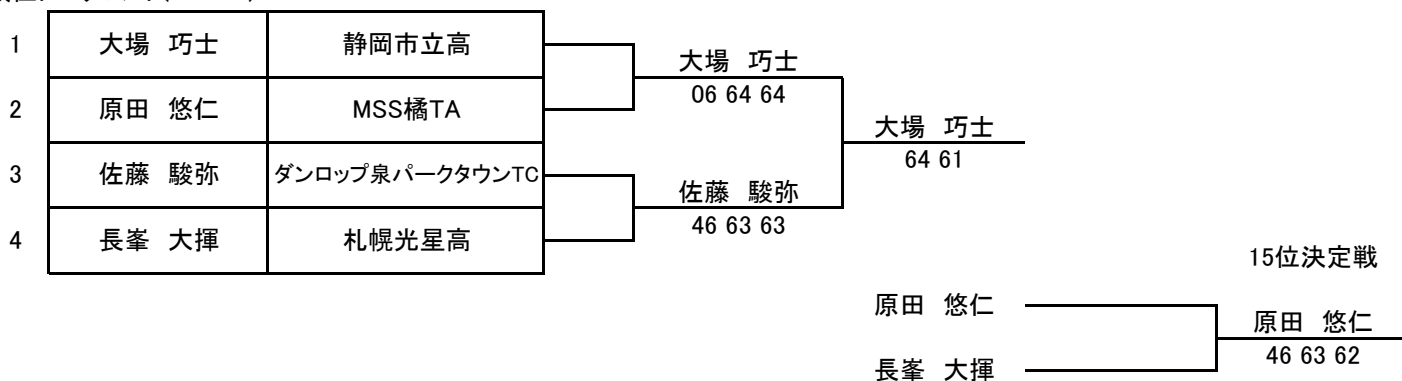 1 大場 巧士 静岡市立高
大場 巧士
06 64 64
2 原田 悠仁 MSS橘TA
大場 巧士
64 61
3 佐藤 駿弥 ダンロップ泉パークタウンTC
佐藤 駿弥
46 63 63
4 長峯 大揮 札幌光星高
15位決定戦
原田 悠仁
原田 悠仁
46 63 62
長峯 大揮